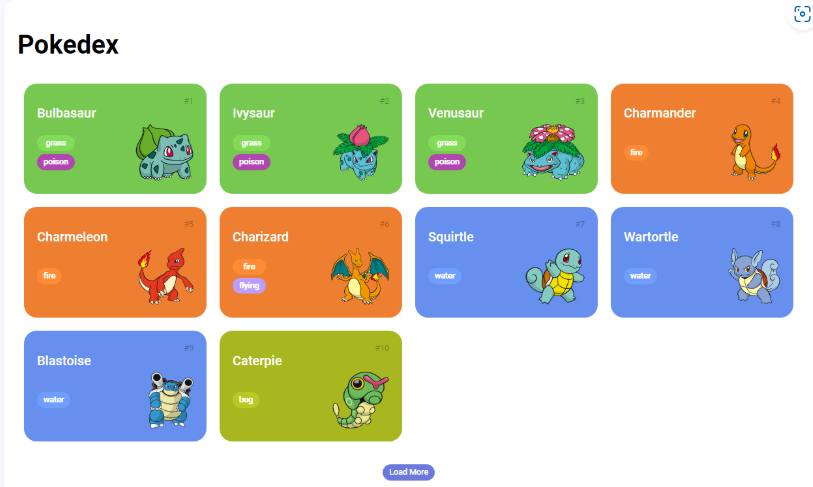 Pokedex
#1
Bulbasaur
grass
poison
#2
Ivysaur
grass
poison
#3
Venusaur
grass
poison
#4
Charmander
fire
#5
Charmeleon
fire
#6
Charizard
fire
flying
#7
Squirtle
water
#8
Wartortle
water
#9
Blastoise
water
#10
Caterpie
bug
Load More